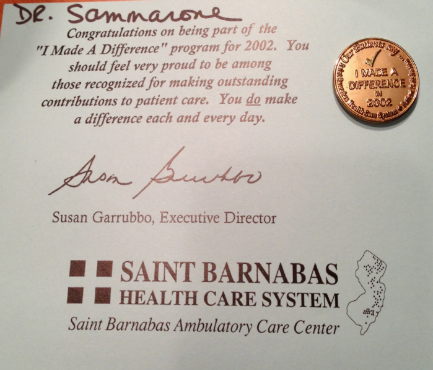 DR. Sammarone
Congratulations on being part of the
"I Made A Difference" program for 2002. You
should feel very proud to be among
those recognized for making outstanding
contributions to patient care. You do make
a difference each and every day.
I MADE A
DIFFERENCE
IN
2002
Susan Garrubbo
Susan Garrubbo, Executive Director
SAINT BARNABAS
HEALTH CARE SYSTEM
Saint Barnabas Ambulatory Care Center